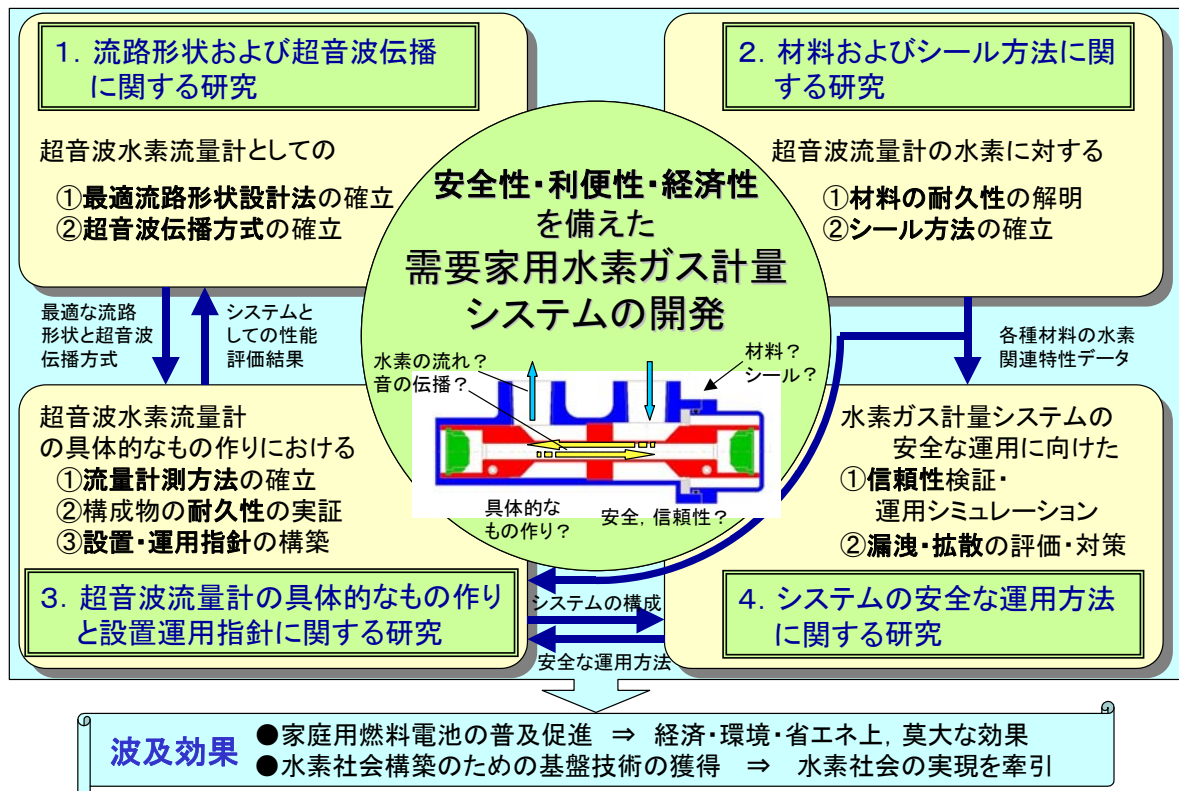 1．流路形状および超音波伝播
に関する研究
超音波水素流量計としての
①最適流路形状設計法の確立
②超音波伝播方式の確立
2．材料およびシール方法に関
する研究
超音波流量計の水素に対する
①材料の耐久性の解明
②シール方法の確立
安全性・利便性・経済性
を備えた
需要家用水素ガス計量
システムの開発
水素の流れ？
音の伝播？
材料？
シール？
具体的な
もの作り？
安全，信頼性？
最適な流路
形状と超音波
伝播方式
システムと
しての性能
評価結果
各種材料の水素
関連特性データ
超音波水素流量計
の具体的なもの作りにおける
①流量計測方法の確立
②構成物の耐久性の実証
③設置・運用指針の構築
3．超音波流量計の具体的なもの作り
と設置運用指針に関する研究
システムの構成
安全な運用方法
水素ガス計量システムの
安全な運用に向けた
①信頼性検証・
運用シミュレーション
②漏洩・拡散の評価・対策
4．システムの安全な運用方法
に関する研究
波及効果
●家庭用燃料電池の普及促進 ⇒ 経済・環境・省エネ上，莫大な効果
●水素社会構築のための基盤技術の獲得 ⇒ 水素社会の実現を牽引